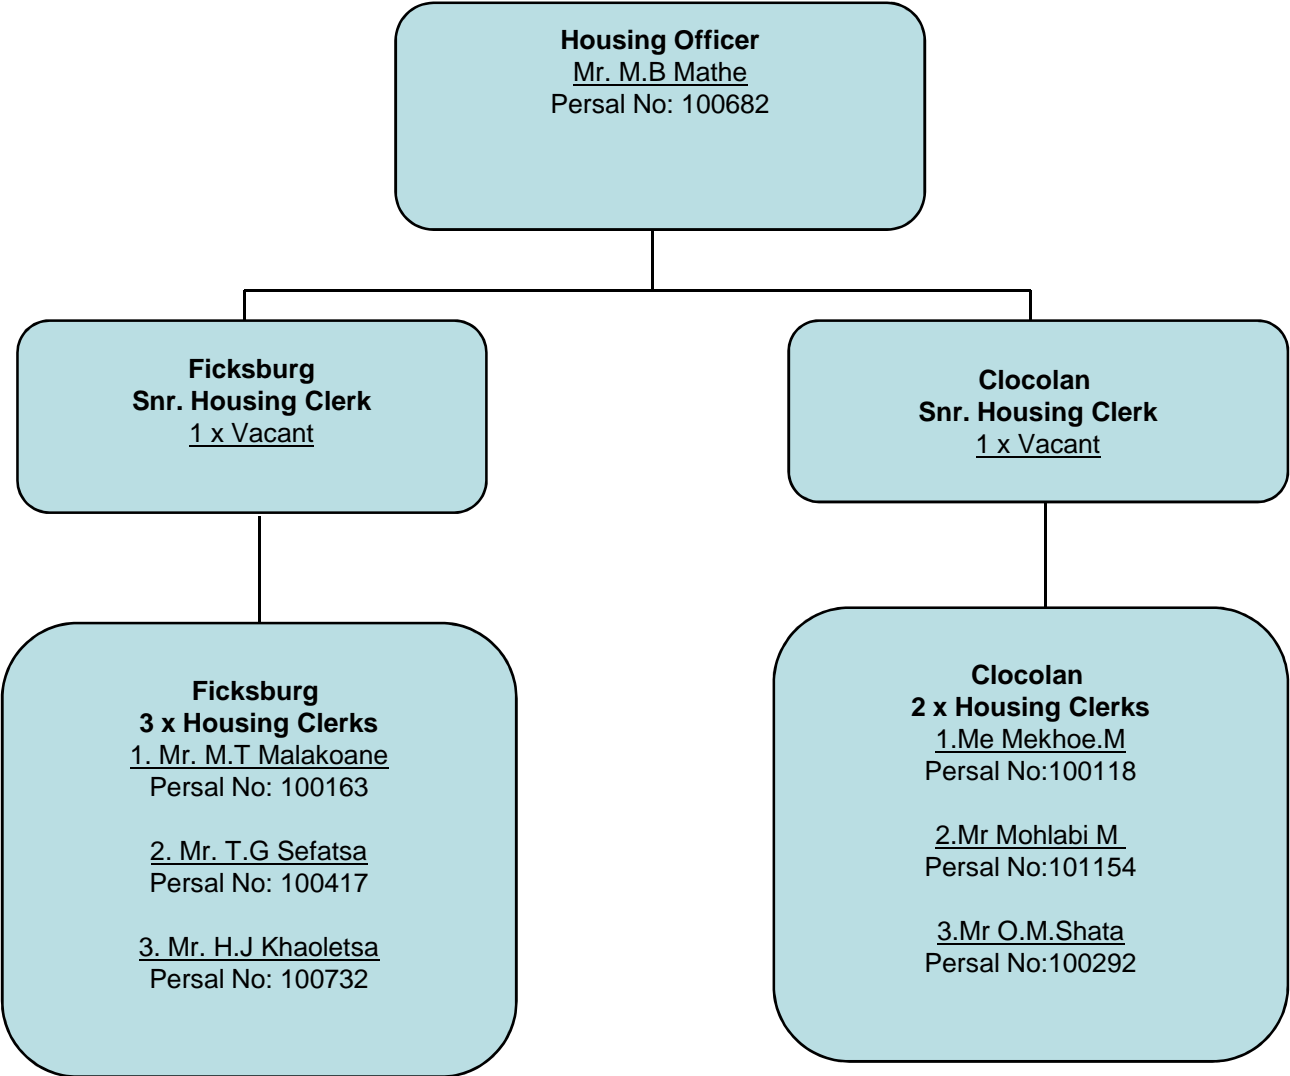 Housing Officer
Mr. M.B Mathe
Persal No: 100682
Ficksburg
Snr. Housing Clerk
1 x Vacant
Clocolan
Snr. Housing Clerk
1 x Vacant
Ficksburg
3 x Housing Clerks
1. Mr. M.T Malakoane
Persal No: 100163
2. Mr. T.G Sefatsa
Persal No: 100417
3. Mr. H.J Khaoletsa
Persal No: 100732
Clocolan
2 x Housing Clerks
1.Me Mekhoe.M
Persal No:100118
2.Mr Mohlabi M
Persal No:101154
3.Mr O.M.Shata
Persal No:100292